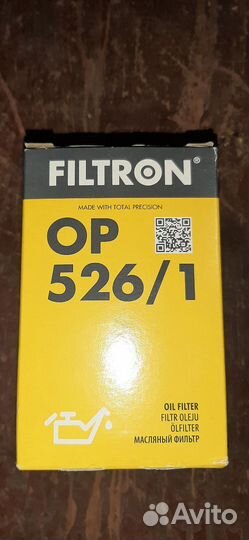 FILTRON®
MADE WITH TOTAL PRECISION
OP
526/1
OIL FILTER
FILTR OLEJU
ÖLFILTER
МАСЛЯНЫЙ ФИЛЬТР
Avito